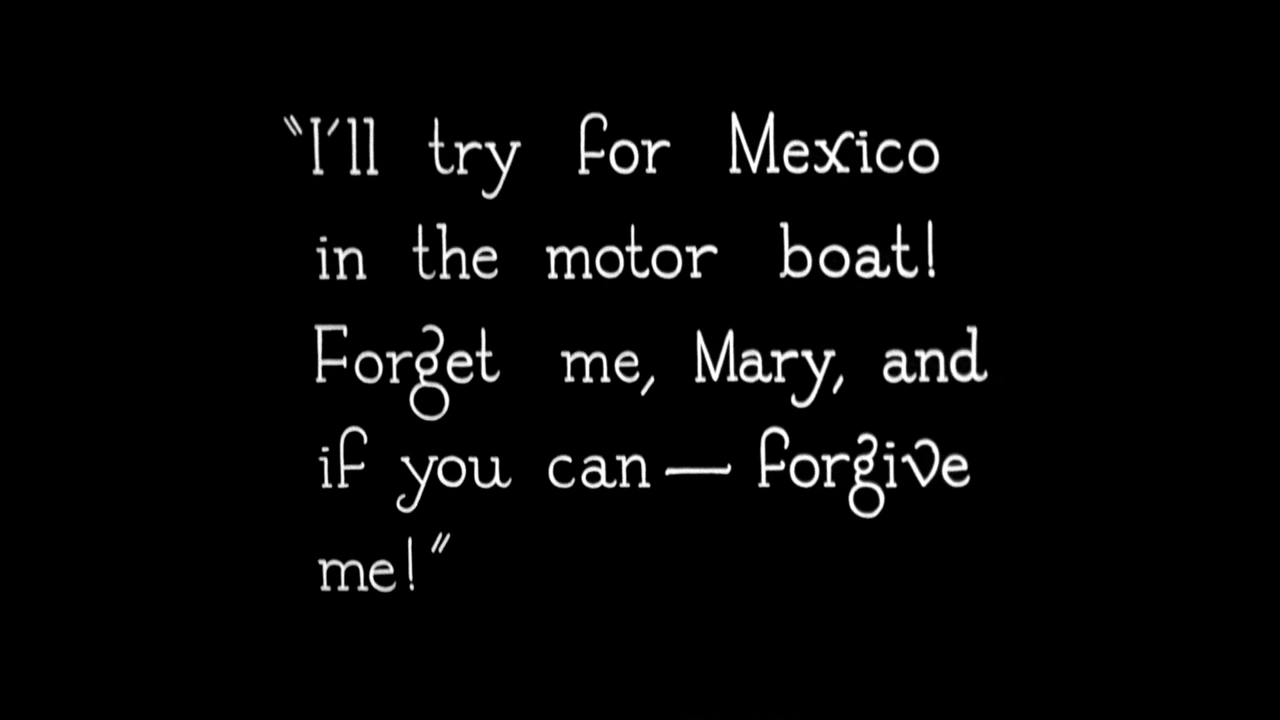 "I'll try for Mexico
in the motor boat!
Forget me, Mary, and
if you can — forgive
me!"